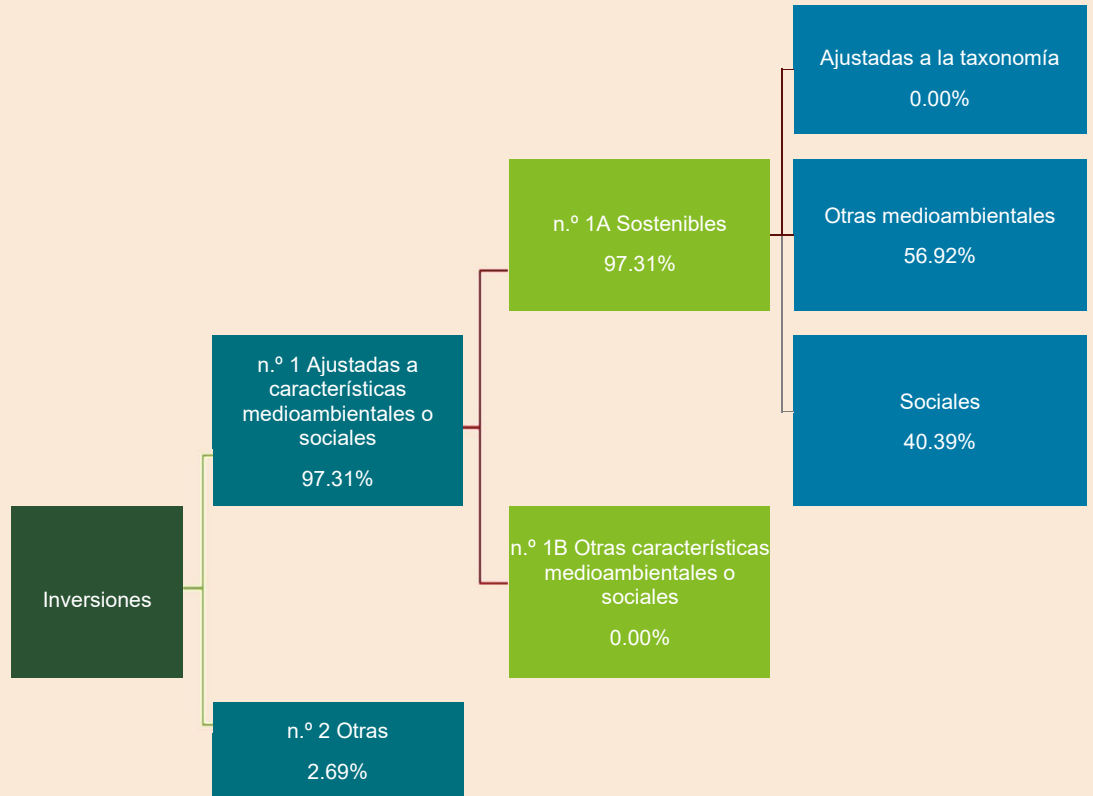 Inversiones
n.º 1 Ajustadas a
características
medioambientales o
sociales
97.31%
n.º 2 Otras
2.69%
n.º 1A Sostenibles
97.31%
n.º 1B Otras características
medioambientales o
sociales
0.00%
Ajustadas a la taxonomía
0.00%
Otras medioambientales
56.92%
Sociales
40.39%